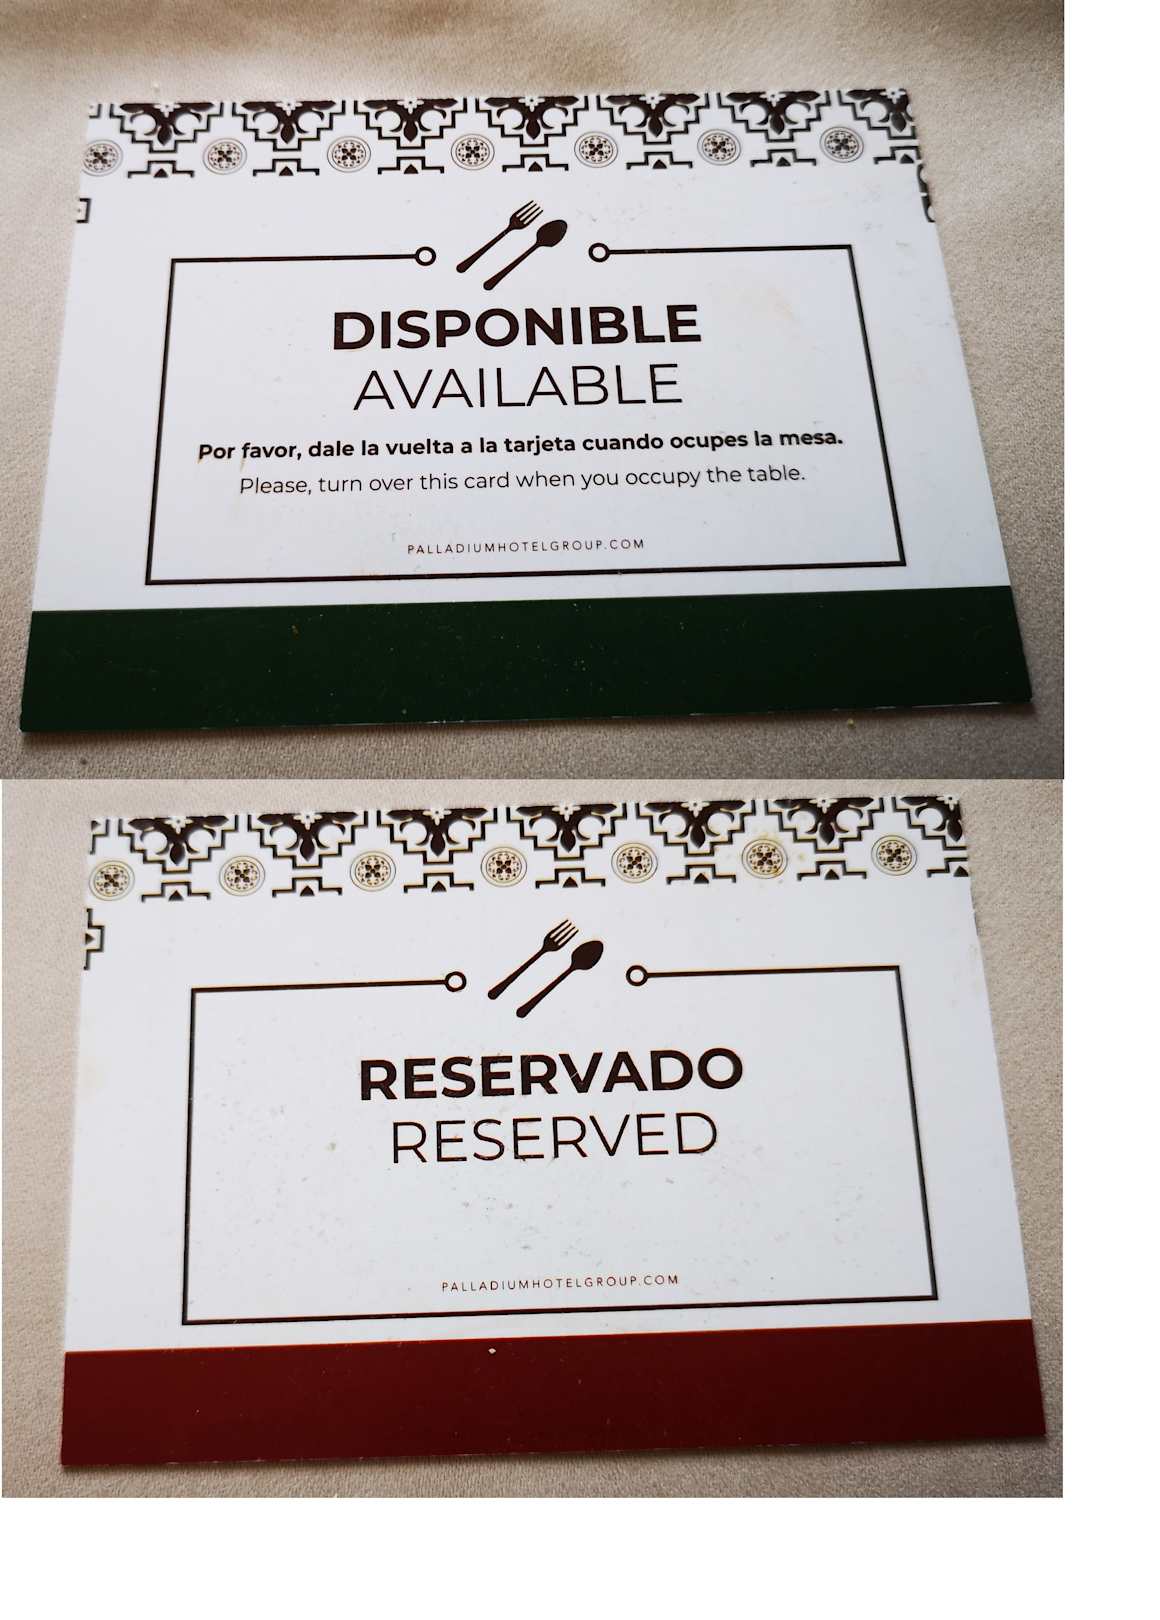 DISPONIBLE
AVAILABLE
Por favor, dale la vuelta a la tarjeta cuando ocupes la mesa.
Please, turn over this card when you occupy the table.
PALLADIUMHOTELGROUP.COM
RESERVADO
RESERVED
PALLADIUMHOTELGROUP.COM